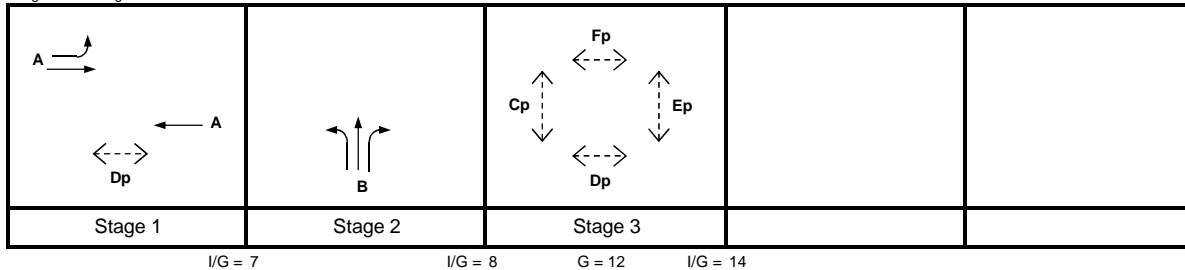 A
A
Dp
B
Fp
Cp
Ep
Dp
Stage 1
Stage 2
Stage 3
I/G = 7
I/G = 8
G = 12
I/G = 14